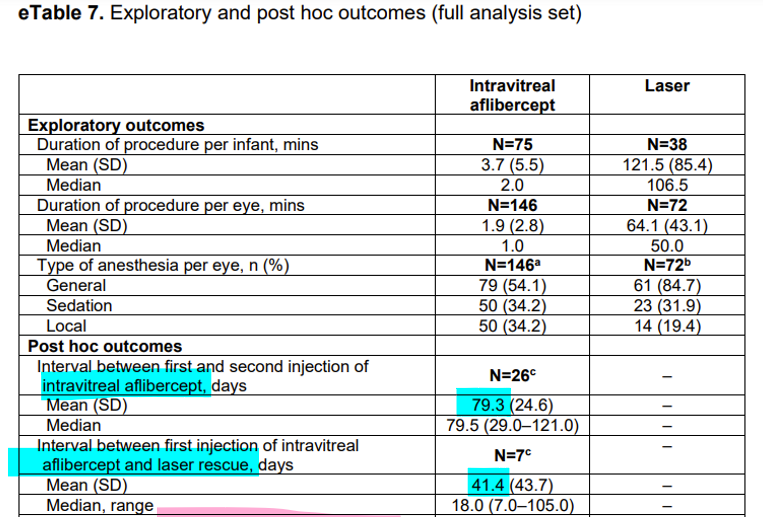 eTable 7. Exploratory and post hoc outcomes (full analysis set)
Intravitreal aflibercept Laser
Exploratory outcomes
Duration of procedure per infant, mins N=75 N=38
Mean (SD) 3.7 (5.5) 121.5 (85.4)
Median 2.0 106.5
Duration of procedure per eye, mins N=146 N=72
Mean (SD) 1.9 (2.8) 64.1 (43.1)
Median 1.0 50.0
Type of anesthesia per eye, n (%) N=146ᵃ N=72ᵇ
General 79 (54.1) 61 (84.7)
Sedation 50 (34.2) 23 (31.9)
Local 50 (34.2) 14 (19.4)
Post hoc outcomes
Interval between first and second injection of
intravitreal aflibercept, days N=26ᶜ –
Mean (SD) 79.3 (24.6) –
Median 79.5 (29.0–121.0) –
Interval between first injection of intravitreal
aflibercept and laser rescue, days N=7ᶜ –
Mean (SD) 41.4 (43.7) –
Median, range 18.0 (7.0–105.0) –